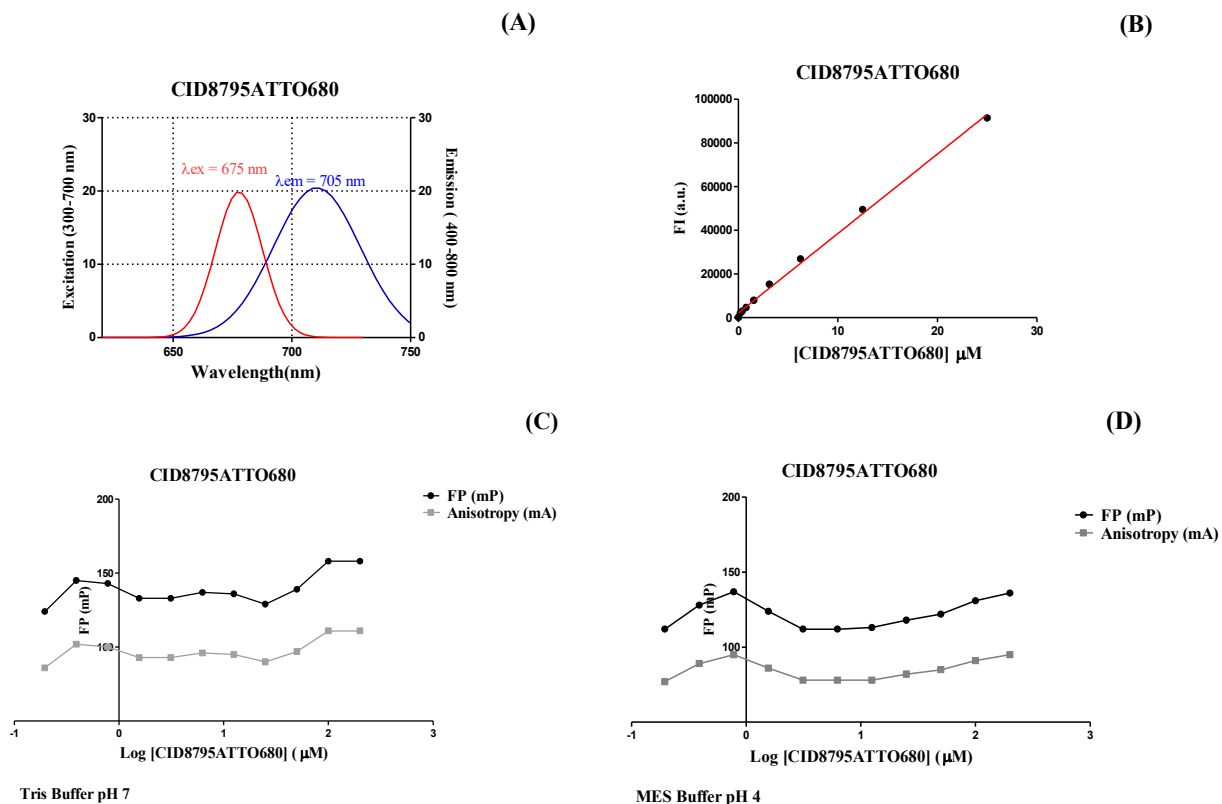 (A)
CID8795ATTO680
30
20
10
0
30
20
10
0
λex = 675 nm
λem = 705 nm
Excitation (300-700 nm)
Emission ( 400-800 nm)
650
700
750
Wavelength(nm)
(B)
CID8795ATTO680
100000
80000
60000
40000
20000
0
FI (a.u.)
0
10
20
30
[CID8795ATTO680] μM
(C)
CID8795ATTO680
200
150
100
FP (mP)
FP (mP)
Anisotropy (mA)
-1
0
1
2
3
Log [CID8795ATTO680] ( μM)
Tris Buffer pH 7
(D)
CID8795ATTO680
200
150
100
FP (mP)
FP (mP)
Anisotropy (mA)
-1
0
1
2
3
Log [CID8795ATTO680] ( μM)
MES Buffer pH 4